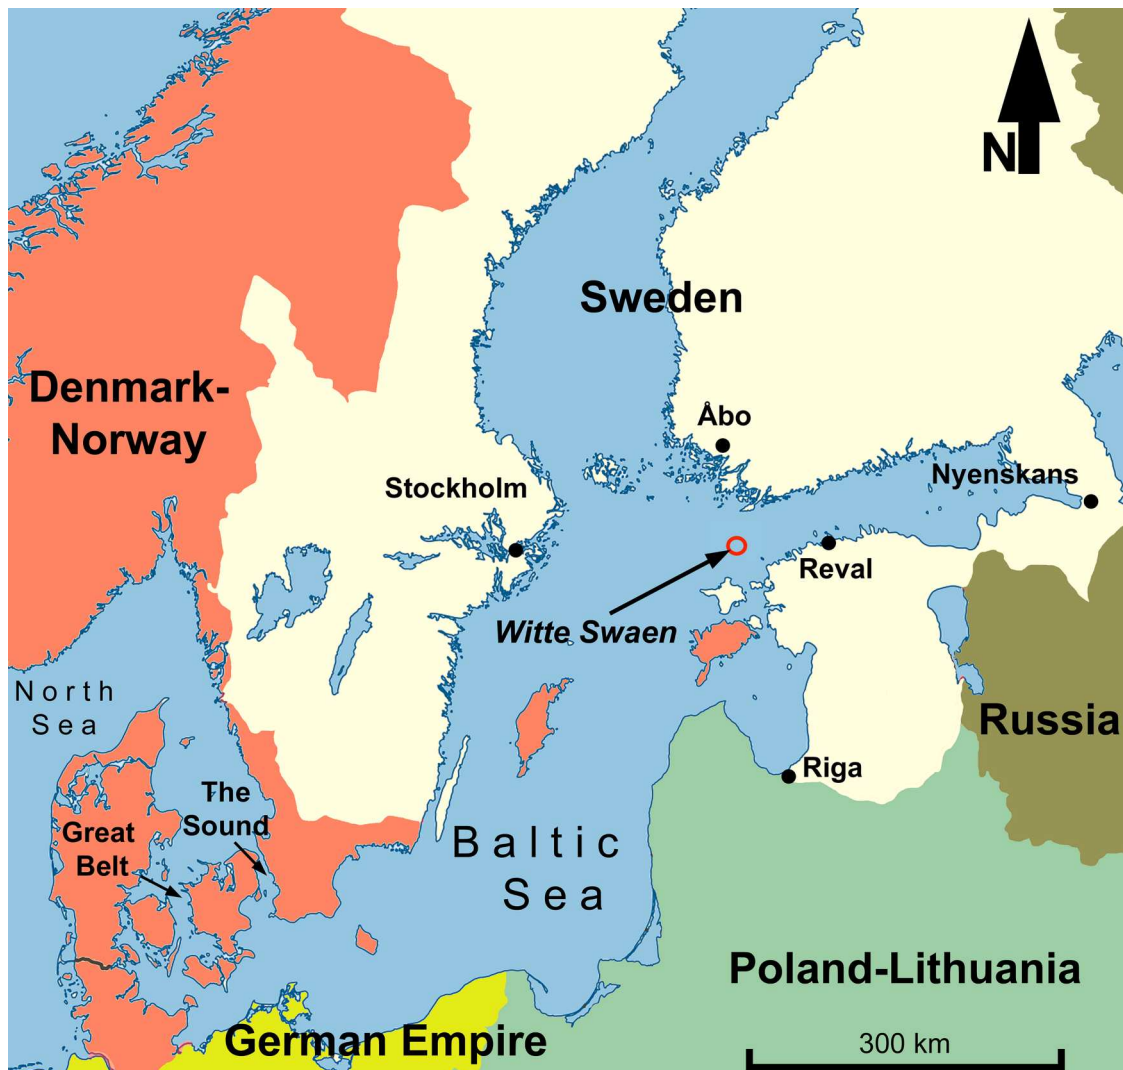 N
Sweden
Denmark-
Norway
Åbo
Stockholm
Nyenskans
Reval
Witte Swaen
North
Sea
Russia
Riga
The
Sound
Great
Belt
Baltic
Sea
Poland-Lithuania
German Empire
300 km